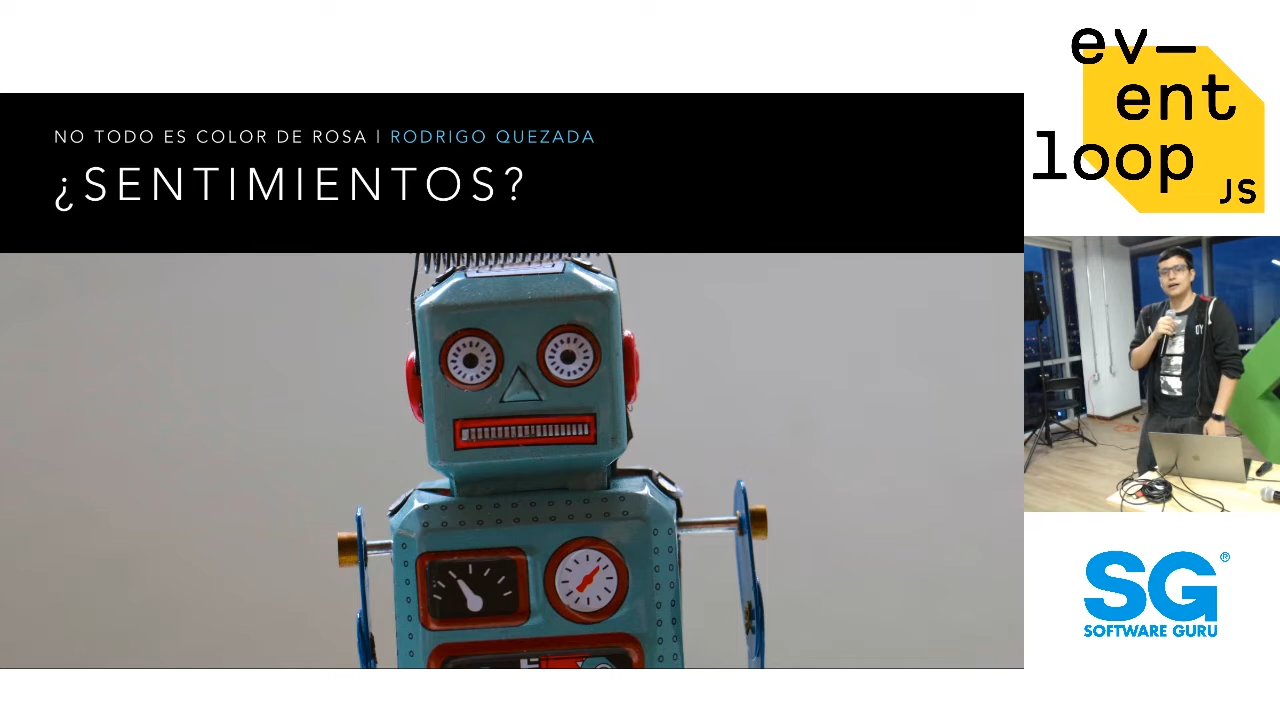 NO TODO ES COLOR DE ROSA | RODRIGO QUEZADA
¿SENTIMIENTOS?
ev—
ent
loop
JS
SG®
SOFTWARE GURU